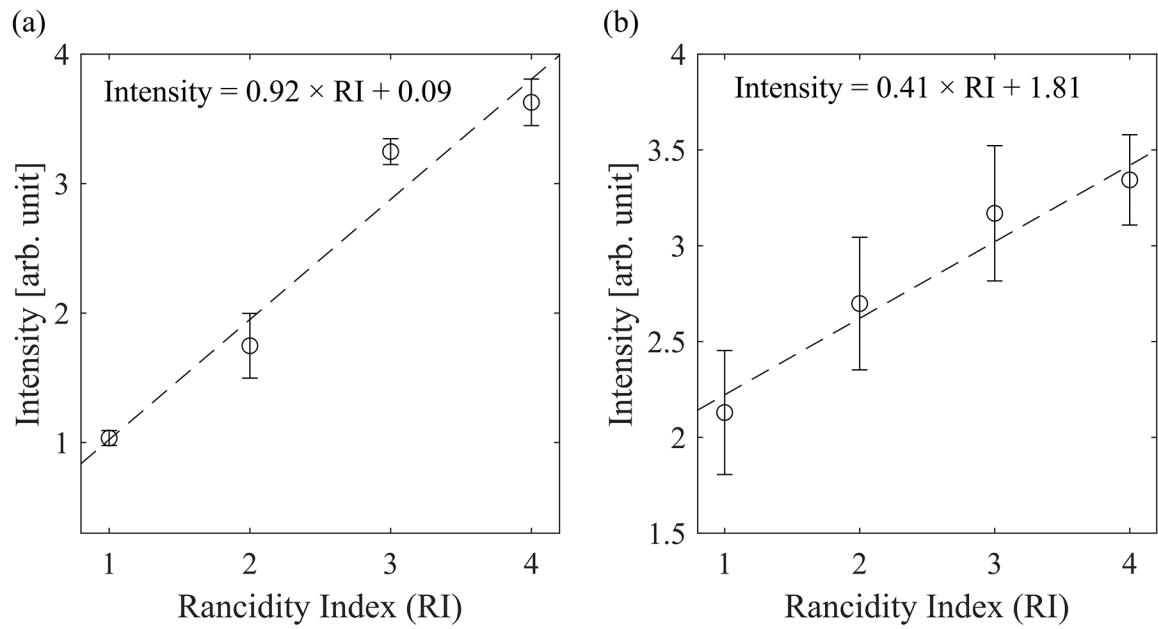 (a)
Intensity = 0.92 × RI + 0.09
4
3
2
1
Intensity [arb. unit]
1 2 3 4
Rancidity Index (RI)
(b)
Intensity = 0.41 × RI + 1.81
4
3.5
3
2.5
2
1.5
Intensity [arb. unit]
1 2 3 4
Rancidity Index (RI)